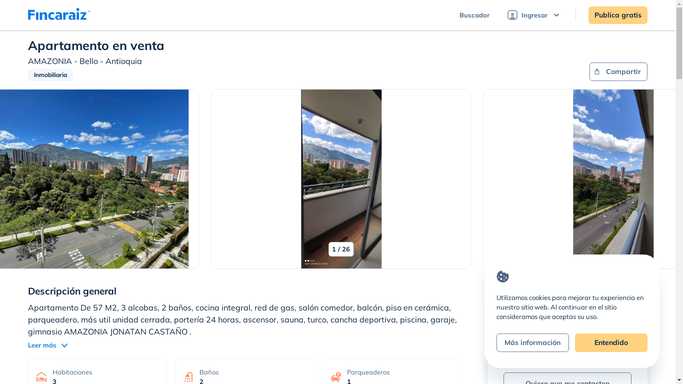 Fincaraiz
Buscador
Ingresar
Publica gratis
Apartamento en venta
AMAZONIA - Bello - Antioquia
Inmobiliaria
Compartir
1 / 26
Descripción general
Apartamento De 57 M2, 3 alcobas, 2 baños, cocina integral, red de gas, salón comedor, balcón, piso en cerámica,
parqueadero, más util unidad cerrada, portería 24 horas, ascensor, sauna, turco, cancha deportiva, piscina, garaje,
gimnasio AMAZONIA JONATAN CASTAÑO .
Leer más
Habitaciones
3
Baños
2
Parqueaderos
1
Utilizamos cookies para mejorar tu experiencia en
nuestro sitio web. Al continuar en el sitio
consideramos que aceptas su uso.
Más información
Entendido
Quiero que me contacten